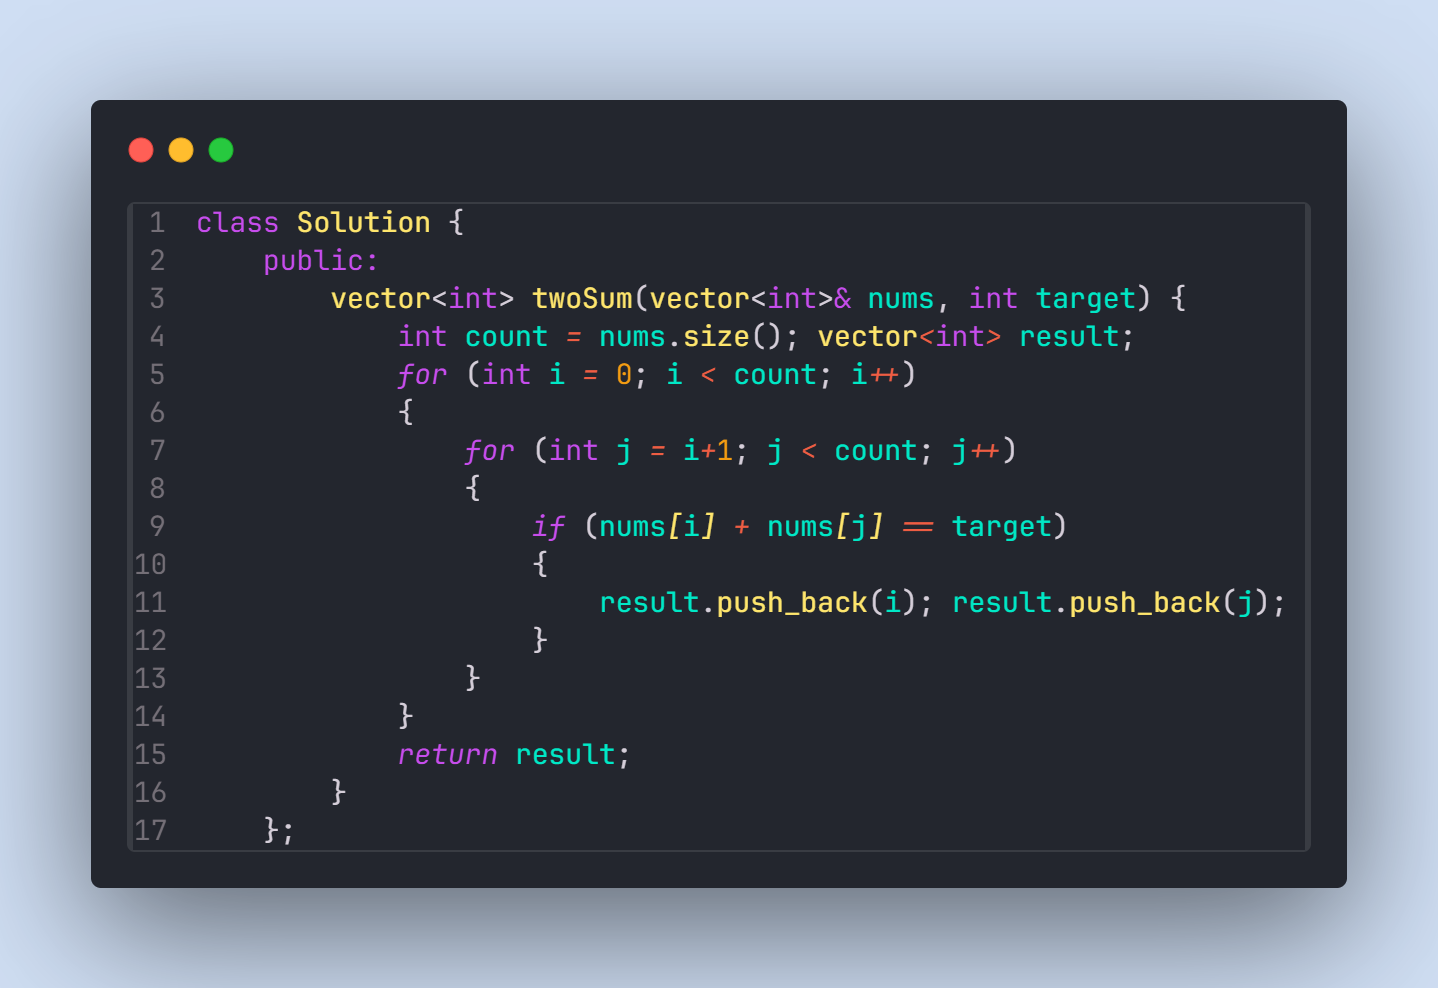 1 class Solution {
2     public:
3         vector<int> twoSum(vector<int>& nums, int target) {
4             int count = nums.size(); vector<int> result;
5             for (int i = 0; i < count; i++)
6             {
7                 for (int j = i+1; j < count; j++)
8                 {
9                     if (nums[i] + nums[j] == target)
10                     {
11                         result.push_back(i); result.push_back(j);
12                     }
13                 }
14             }
15             return result;
16         }
17     };